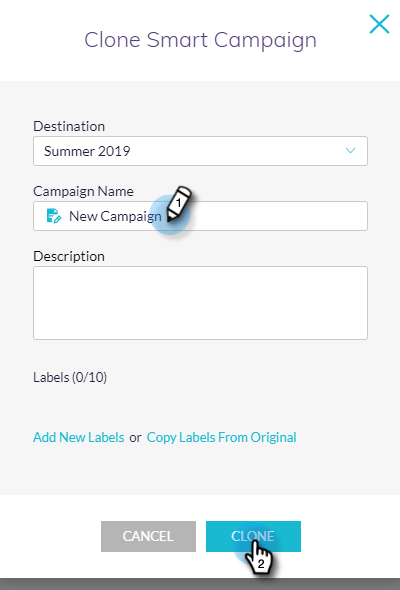 Clone Smart Campaign
Destination
Summer 2019
Campaign Name
New Campaign
1
Description
Labels (0/10)
Add New Labels or Copy Labels From Original
CANCEL
CLONE
2